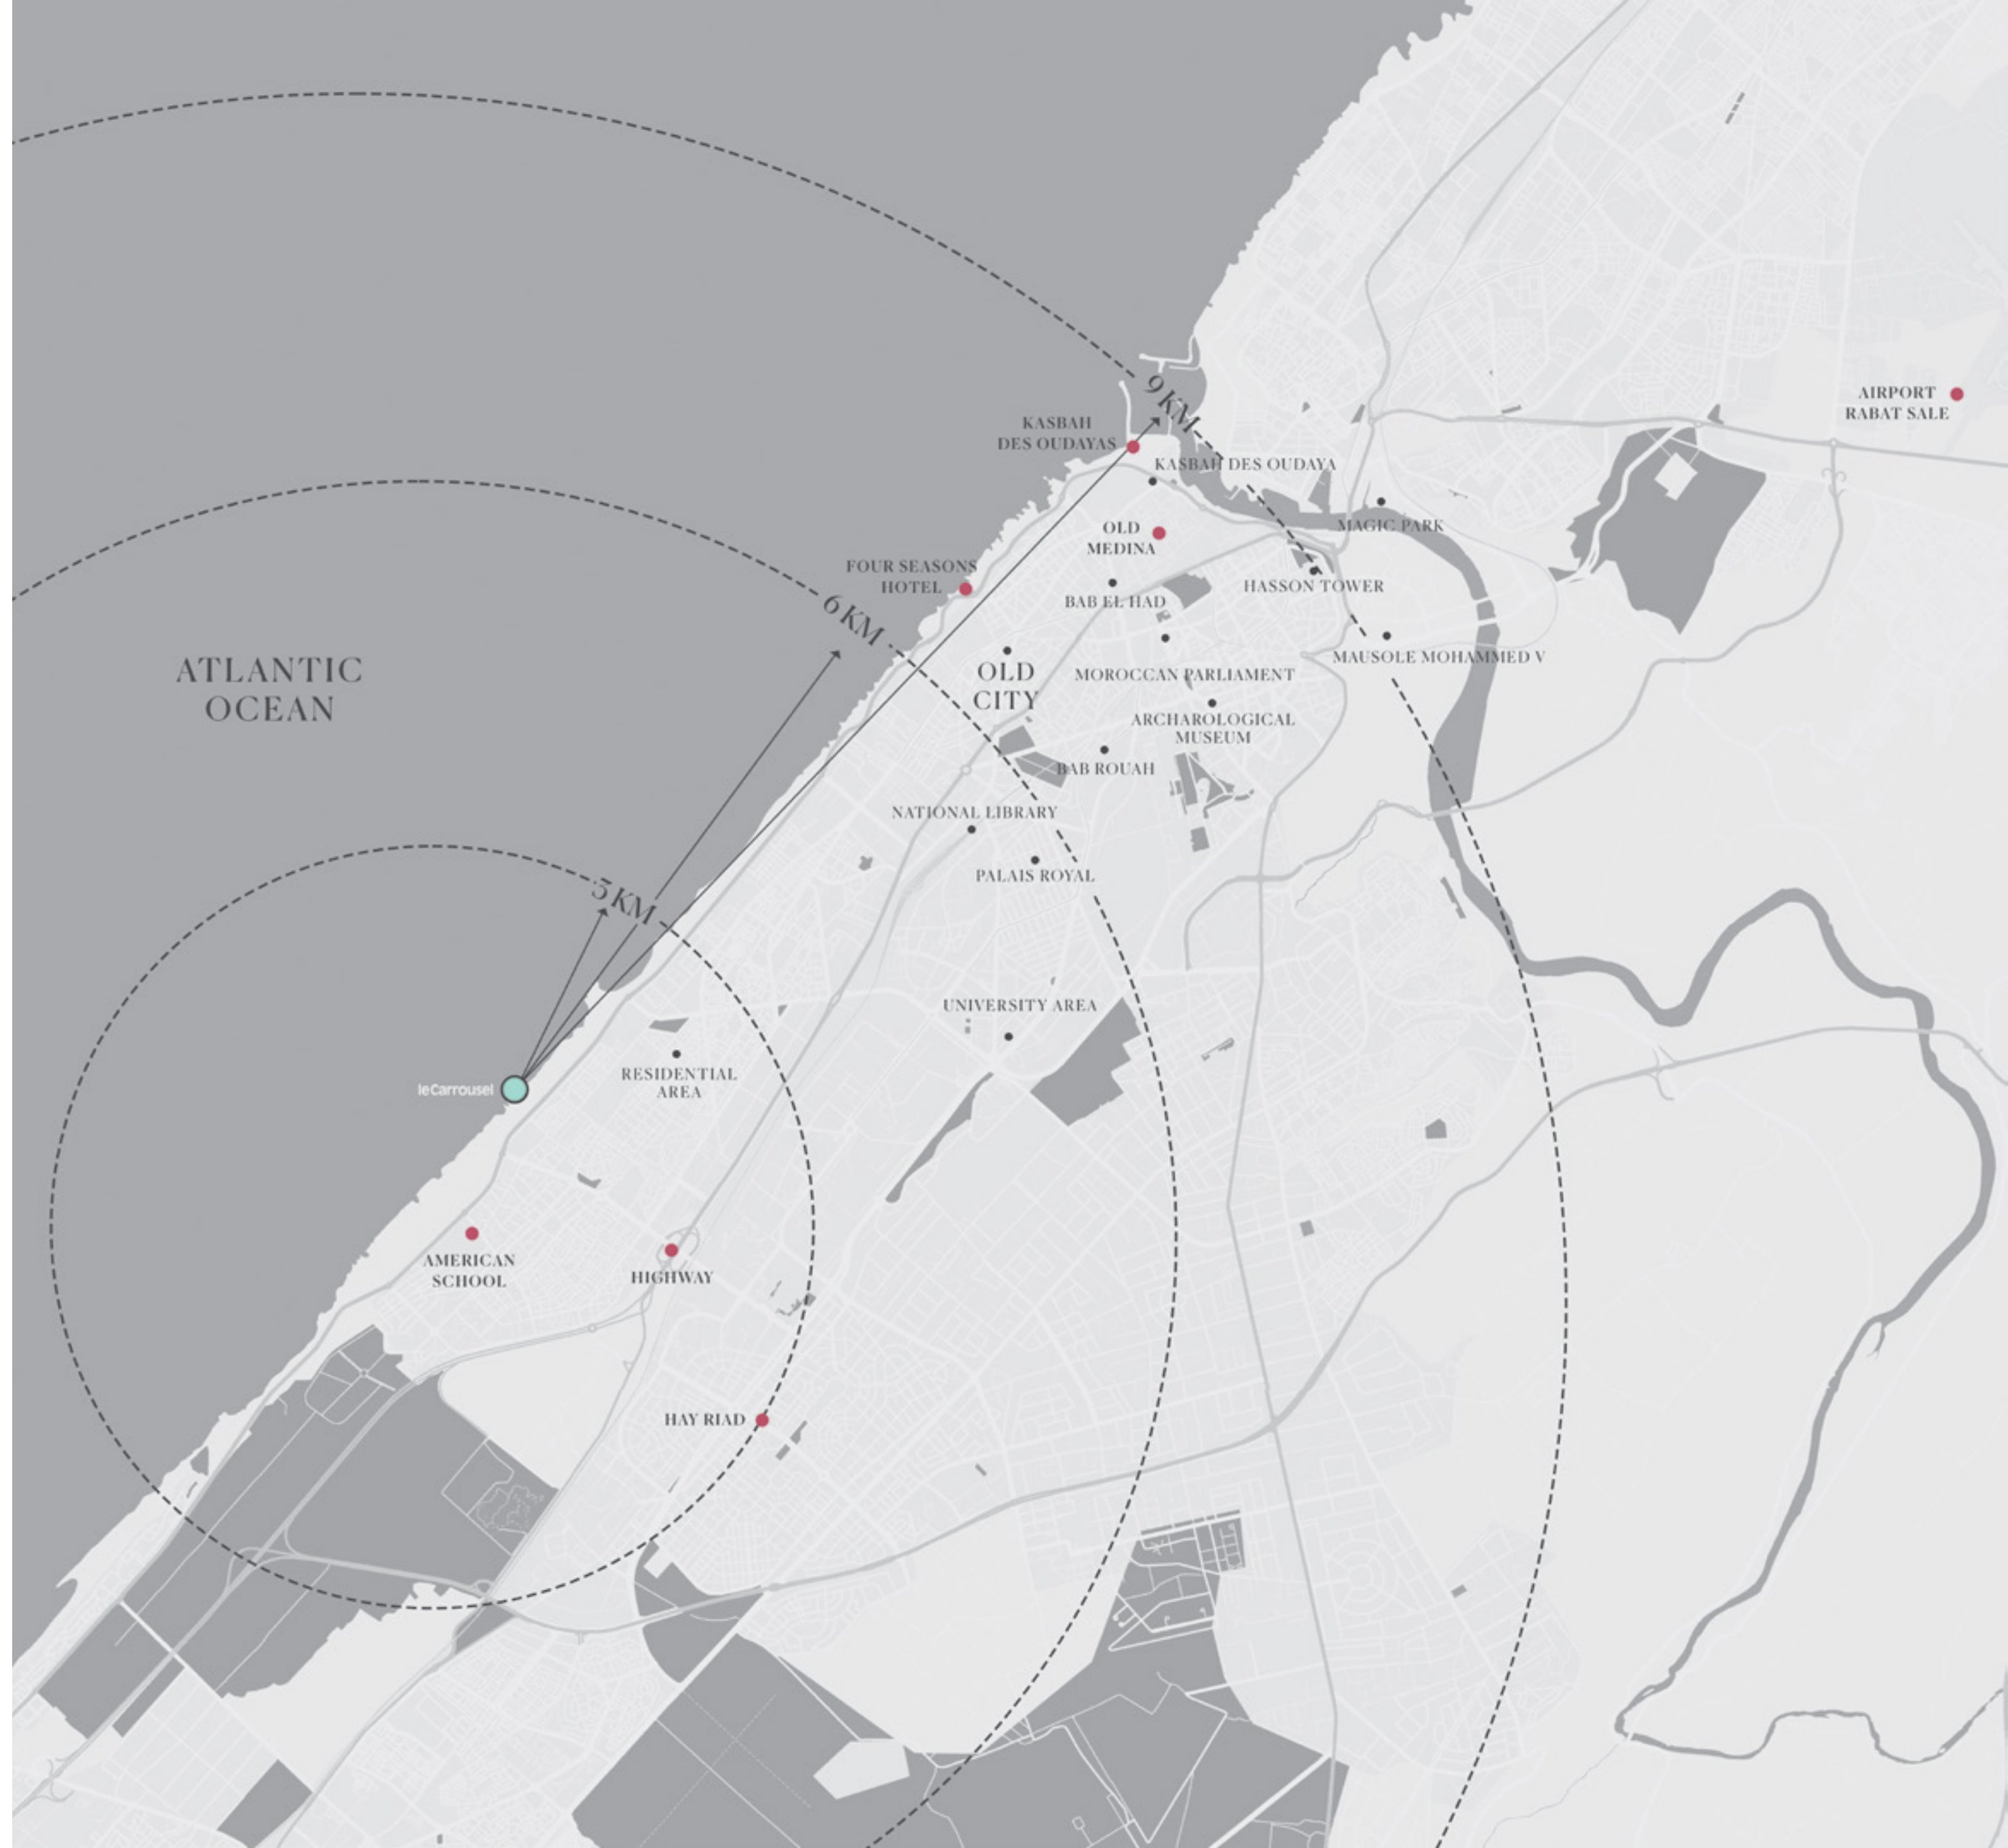 9 KM
AIRPORT
RABAT SALE
KASBAH
DES OUDAYAS
KASBAH DES OUDAYA
MAGIC PARK
OLD
MEDINA
FOUR SEASONS
HOTEL
HASSON TOWER
BAB EL HAD
6 KM
MAUSOLE MOHAMMED V
ATLANTIC
OCEAN
OLD
CITY
MOROCCAN PARLIAMENT
ARCHAROLOGICAL
MUSEUM
BAB ROUAH
NATIONAL LIBRARY
PALAIS ROYAL
3 KM
UNIVERSITY AREA
RESIDENTIAL
AREA
leCarrousel
AMERICAN
SCHOOL
HIGHWAY
HAY RIAD